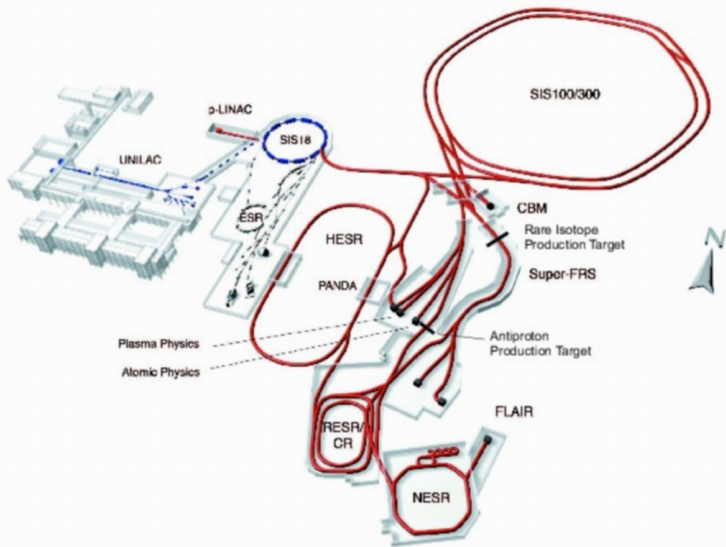 SIS100/300
p-LINAC
SIS18
UNILAC
ESR
CBM
Rare Isotope
Production Target
HESR
Super-FRS
PANDA
Plasma Physics
Antiproton
Production Target
Atomic Physics
FLAIR
RESR/
CR
NESR
N